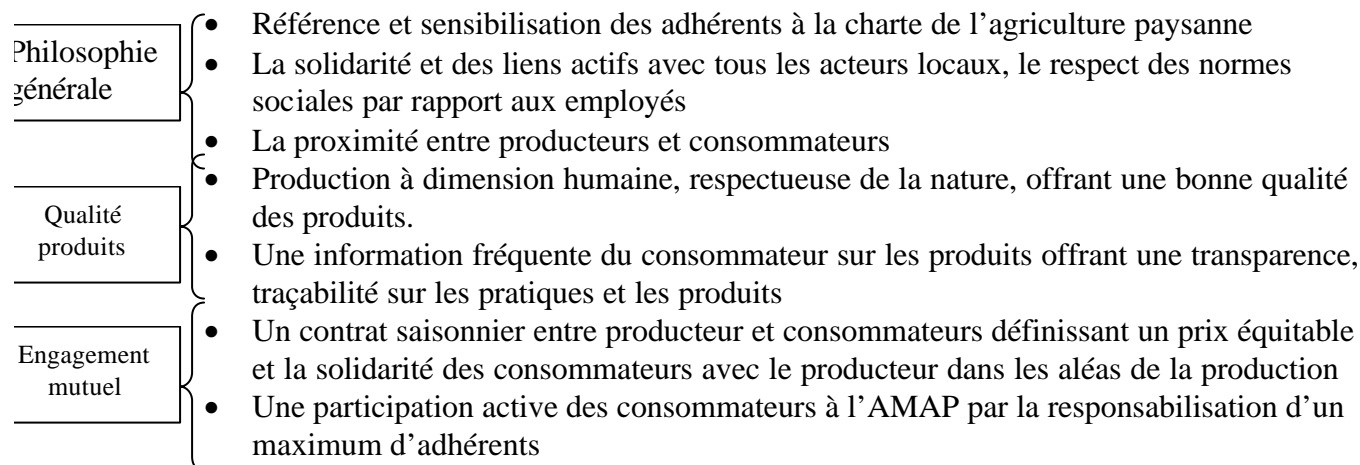 Philosophie
générale
• Référence et sensibilisation des adhérents à la charte de l’agriculture paysanne
• La solidarité et des liens actifs avec tous les acteurs locaux, le respect des normes
sociales par rapport aux employés
• La proximité entre producteurs et consommateurs
Qualité
produits
• Production à dimension humaine, respectueuse de la nature, offrant une bonne qualité
des produits.
• Une information fréquente du consommateur sur les produits offrant une transparence,
traçabilité sur les pratiques et les produits
Engagement
mutuel
• Un contrat saisonnier entre producteur et consommateurs définissant un prix équitable
et la solidarité des consommateurs avec le producteur dans les aléas de la production
• Une participation active des consommateurs à l’AMAP par la responsabilisation d’un
maximum d’adhérents